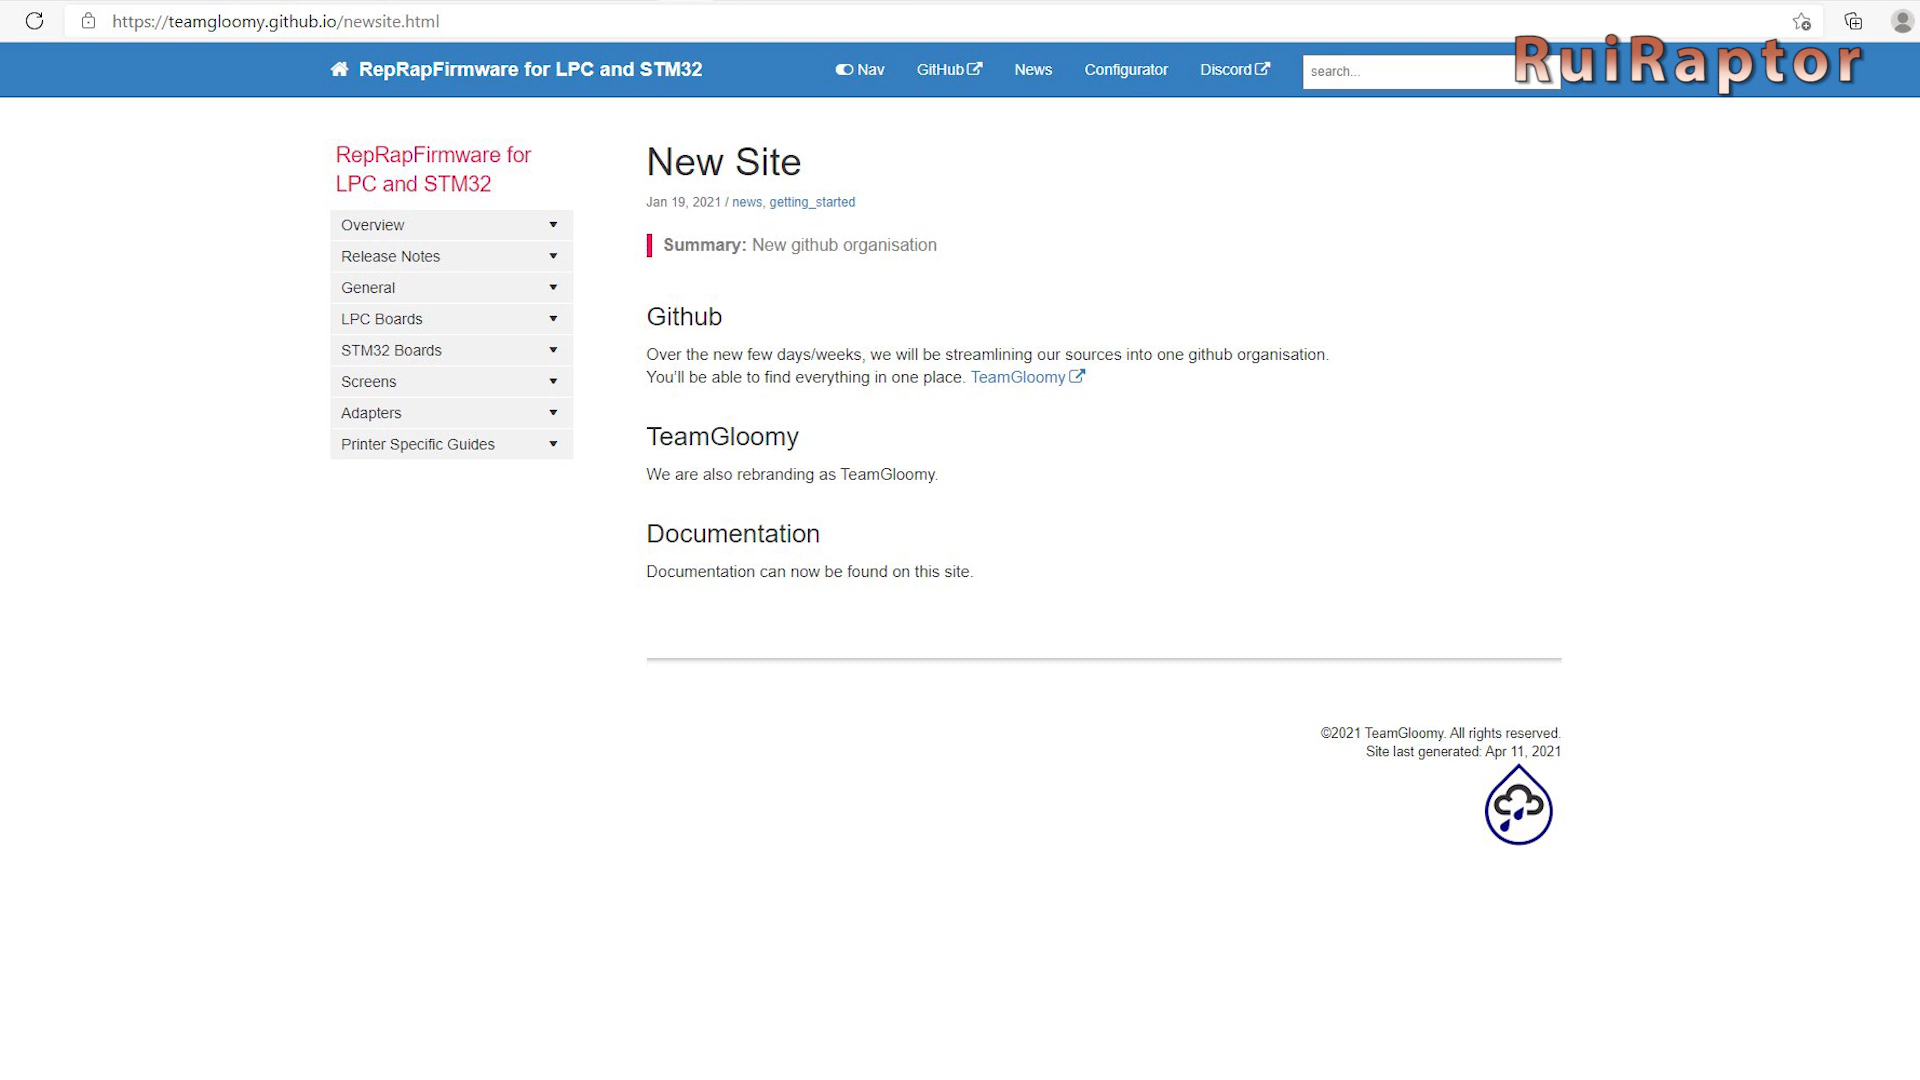 https://teamgloomy.github.io/newsite.html
RepRapFirmware for LPC and STM32
Nav
GitHub
News
Configurator
Discord
search...
RuiRaptor
RepRapFirmware for
LPC and STM32
Overview
Release Notes
General
LPC Boards
STM32 Boards
Screens
Adapters
Printer Specific Guides
New Site
Jan 19, 2021 / news, getting_started
Summary: New github organisation
Github
Over the new few days/weeks, we will be streamlining our sources into one github organisation.
You'll be able to find everything in one place. TeamGloomy
TeamGloomy
We are also rebranding as TeamGloomy.
Documentation
Documentation can now be found on this site.
©2021 TeamGloomy. All rights reserved.
Site last generated: Apr 11, 2021